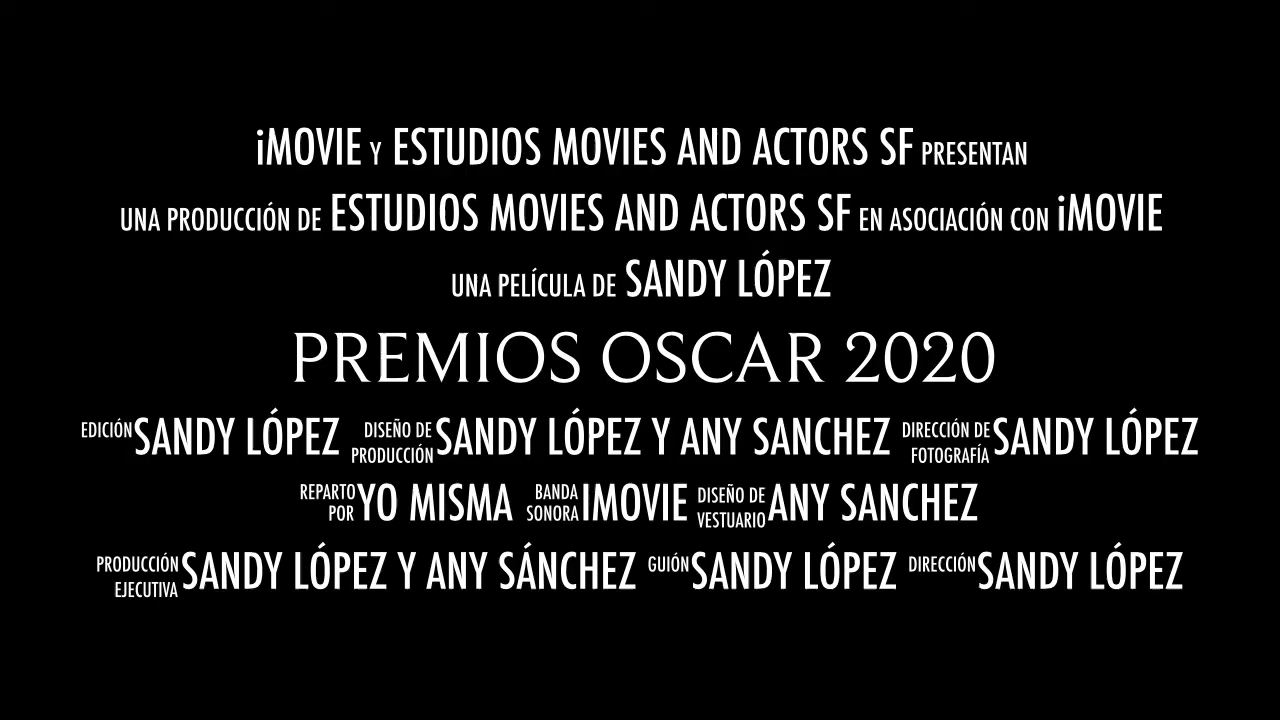 iMOVIE Y ESTUDIOS MOVIES AND ACTORS SF PRESENTAN
UNA PRODUCCIÓN DE ESTUDIOS MOVIES AND ACTORS SF EN ASOCIACIÓN CON iMOVIE
UNA PELÍCULA DE SANDY LÓPEZ
PREMIOS OSCAR 2020
EDICIÓN SANDY LÓPEZ DISEÑO DE PRODUCCIÓN SANDY LÓPEZ Y ANY SANCHEZ DIRECCIÓN DE FOTOGRAFÍA SANDY LÓPEZ
REPARTO POR YO MISMA BANDA SONORA IMOVIE DISEÑO DE VESTUARIO ANY SANCHEZ
PRODUCCIÓN EJECUTIVA SANDY LÓPEZ Y ANY SÁNCHEZ GUIÓN SANDY LÓPEZ DIRECCIÓN SANDY LÓPEZ